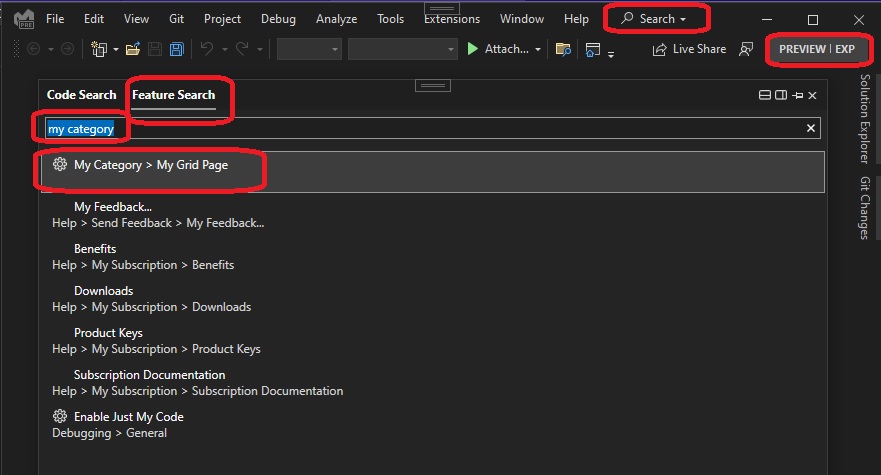 File Edit View Git Project Debug Analyze Tools Extensions Window Help Search
PRE
Attach... Live Share PREVIEW | EXP
Code Search Feature Search
my category
My Category > My Grid Page
My Feedback...
Help > Send Feedback > My Feedback...
Benefits
Help > My Subscription > Benefits
Downloads
Help > My Subscription > Downloads
Product Keys
Help > My Subscription > Product Keys
Subscription Documentation
Help > My Subscription > Subscription Documentation
Enable Just My Code
Debugging > General
Solution Explorer
Git Changes